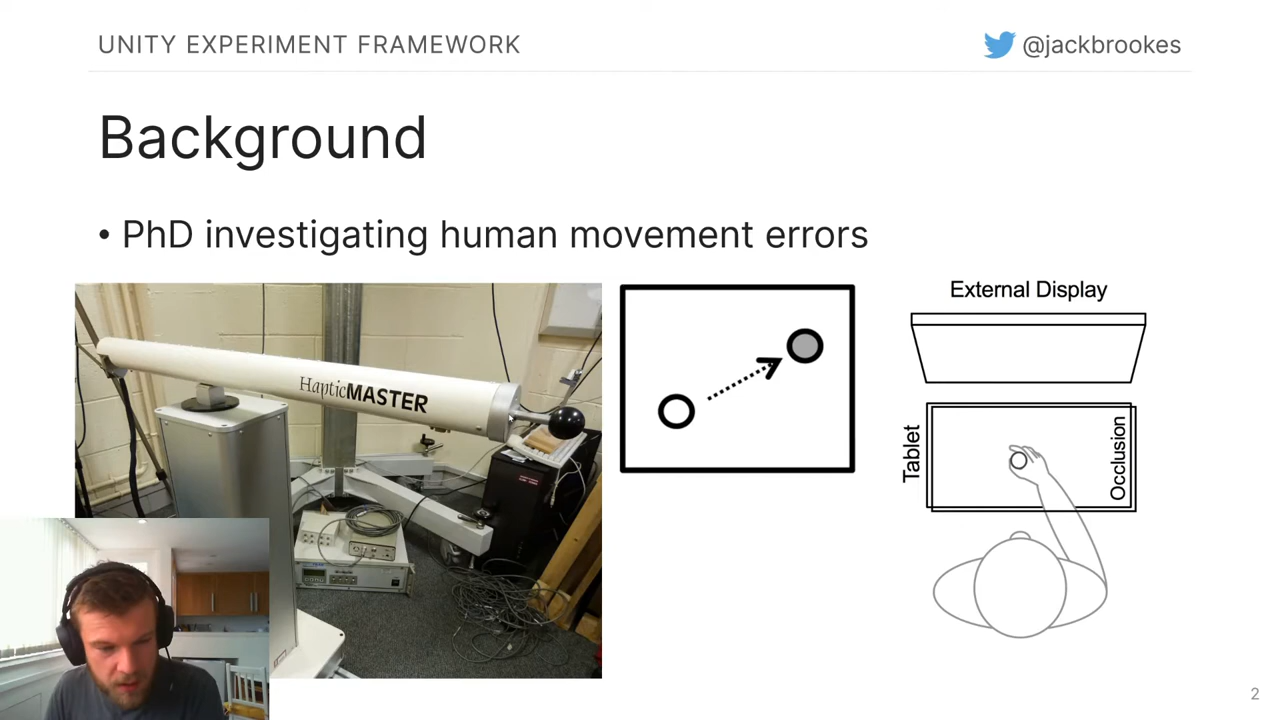 UNITY EXPERIMENT FRAMEWORK
@jackbrookes
Background
• PhD investigating human movement errors
HapticMASTER
External Display
Tablet
Occlusion
2